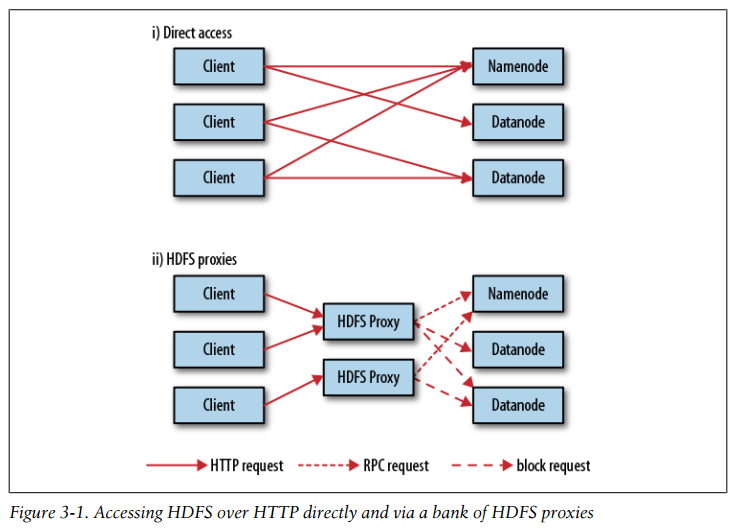 i) Direct access
Client
Namenode
Client
Datanode
Client
Datanode
ii) HDFS proxies
Client
Namenode
HDFS Proxy
Client
Datanode
HDFS Proxy
Client
Datanode
HTTP request
RPC request
block request
Figure 3-1. Accessing HDFS over HTTP directly and via a bank of HDFS proxies